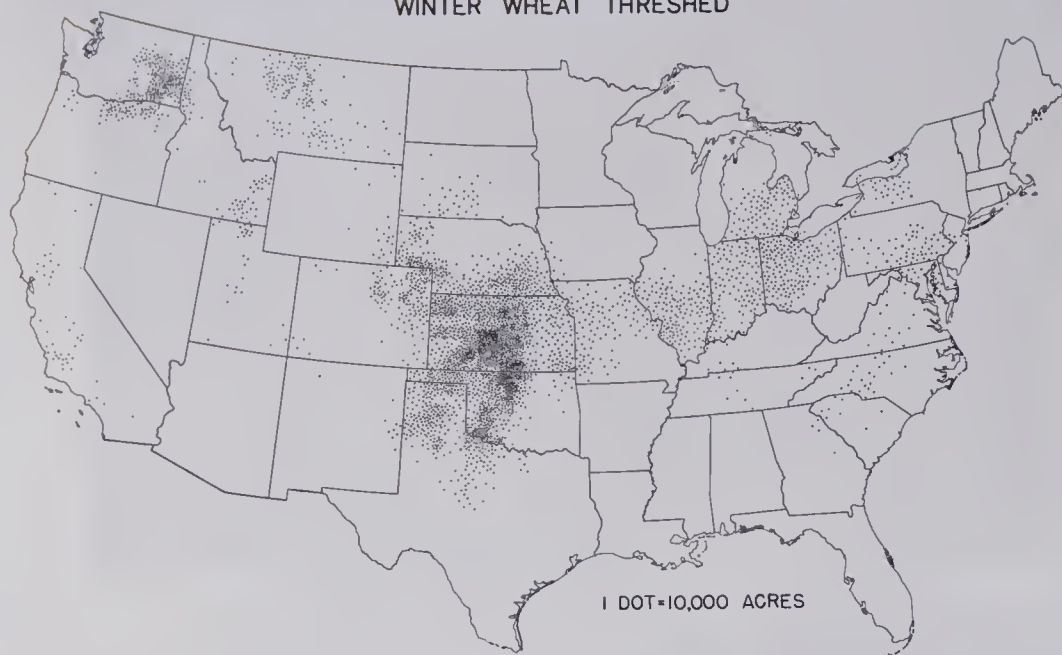 WINTER WHEAT THRESHED
1 DOT=10,000 ACRES